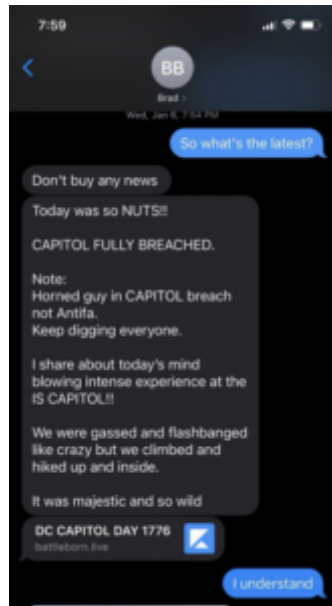 7:59
BB
Brad >
Wed, Jan 6, 7:54 PM
So what's the latest?
Don't buy any news
Today was so NUTS!!
CAPITOL FULLY BREACHED.
Note:
Horned guy in CAPITOL breach
not Antifa.
Keep digging everyone.
I share about today's mind
blowing intense experience at the
IS CAPITOL!!
We were gassed and flashbanged
like crazy but we climbed and
hiked up and inside.
It was majestic and so wild
DC CAPITOL DAY 1776
battleborn.live
I understand